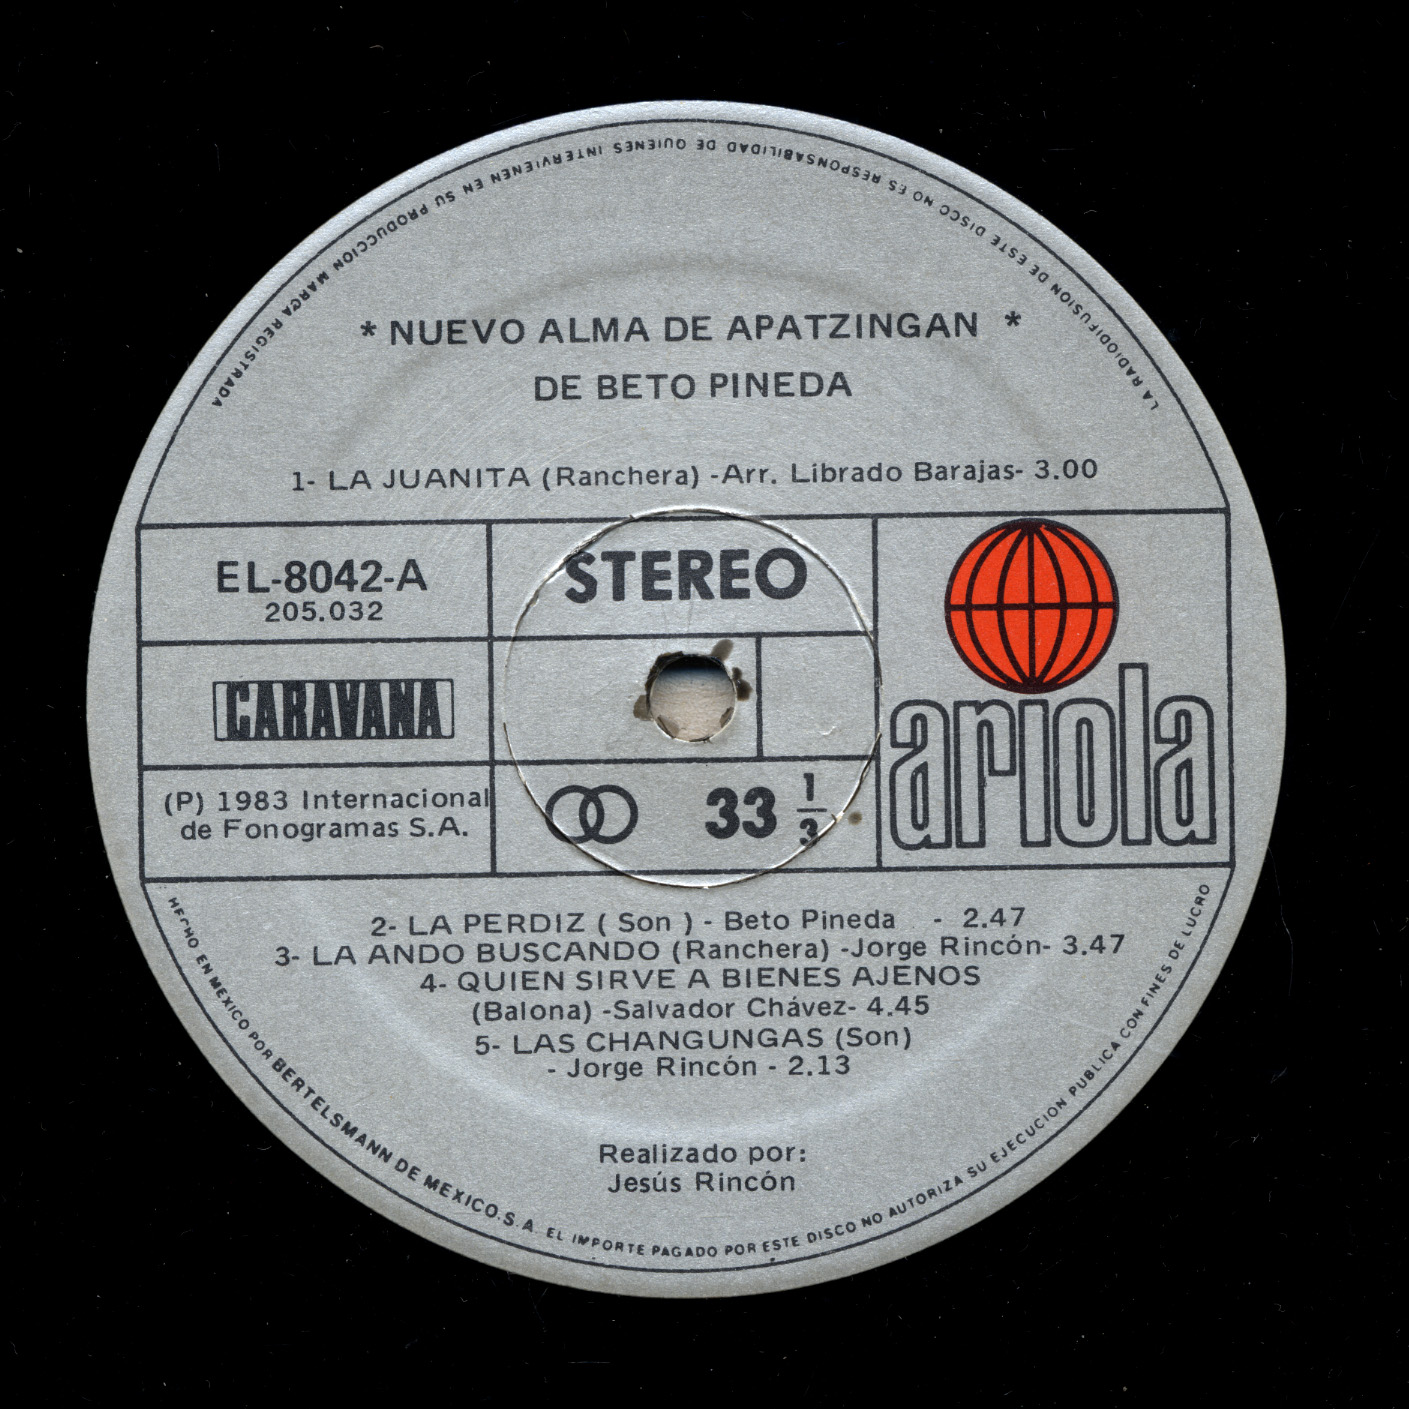 * NUEVO ALMA DE APATZINGAN *
DE BETO PINEDA
1- LA JUANITA (Ranchera) -Arr. Librado Barajas- 3.00
EL-8042-A
205.032
STEREO
CARAVANA
(P) 1983 Internacional
de Fonogramas S.A.
33 1/3
ariola
2- LA PERDIZ ( Son ) - Beto Pineda - 2.47
3- LA ANDO BUSCANDO (Ranchera) -Jorge Rincón- 3.47
4- QUIEN SIRVE A BIENES AJENOS
(Balona) -Salvador Chávez- 4.45
5- LAS CHANGUNGAS (Son)
- Jorge Rincón - 2.13
Realizado por:
Jesús Rincón
HECHO EN MEXICO POR BERTELSMANN DE MEXICO.S.A. EL IMPORTE PAGADO POR ESTE DISCO NO AUTORIZA SU EJECUCION PUBLICA CON FINES DE LUCRO
LA RADIODIFUSION DE ESTE DISCO NO ES RESPONSABILIDAD DE QUIENES INTERVIENEN EN SU PRODUCCION MARCA REGISTRADA